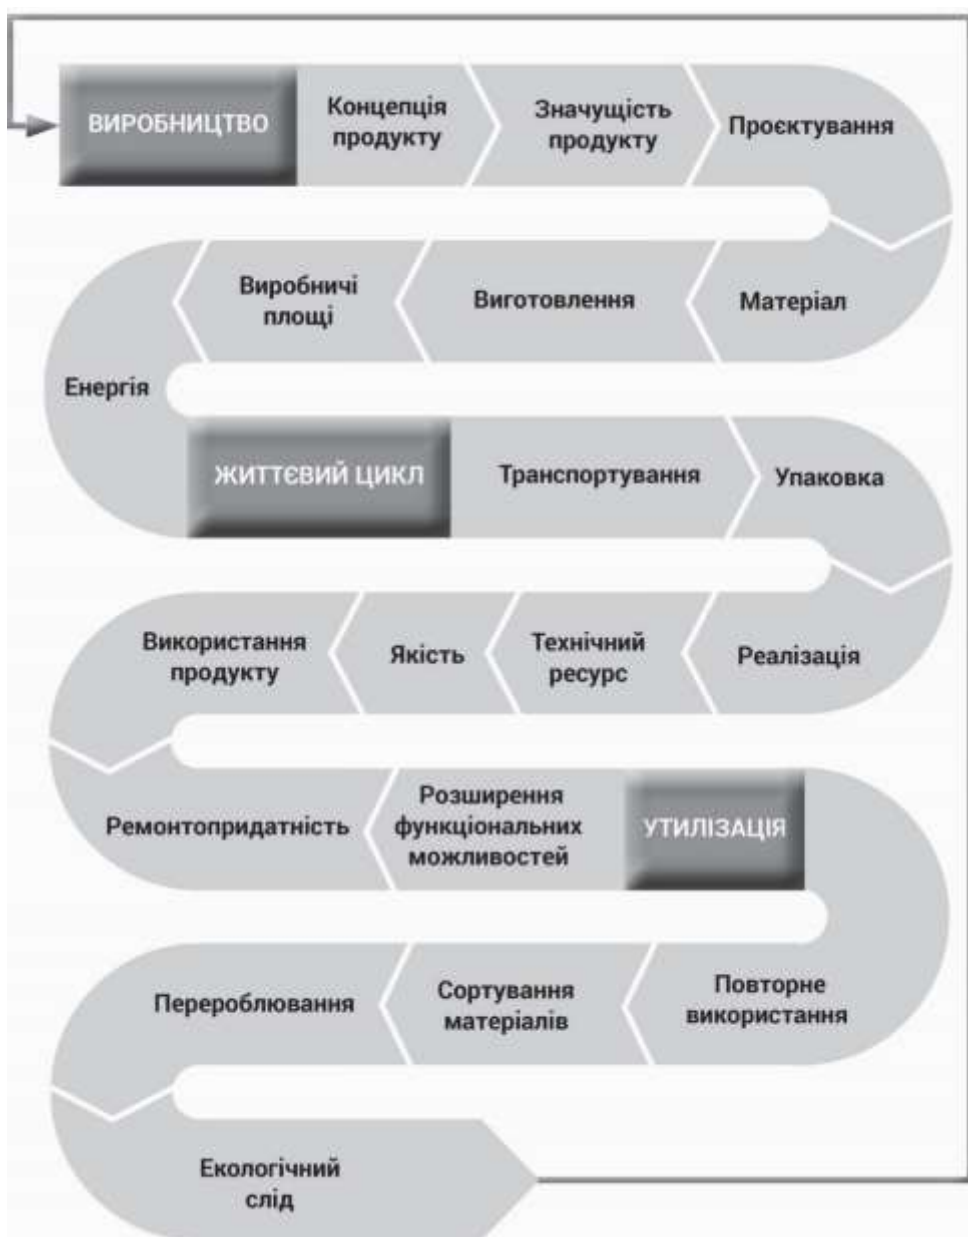 ВИРОБНИЦТВО
Концепція
продукту
Значущість
продукту
Проєктування
Матеріал
Виготовлення
Виробничі
площі
Енергія
ЖИТТЄВИЙ ЦИКЛ
Транспортування
Упаковка
Реалізація
Технічний
ресурс
Якість
Використання
продукту
Ремонтопридатність
Розширення
функціональних
можливостей
УТИЛІЗАЦІЯ
Повторне
використання
Сортування
матеріалів
Перероблювання
Екологічний
слід